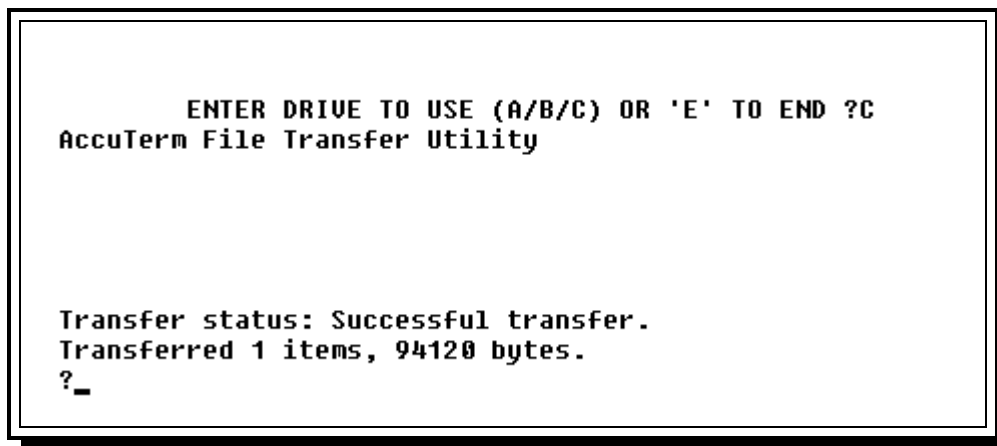 ENTER DRIVE TO USE (A/B/C) OR 'E' TO END ?C
AccuTerm File Transfer Utility
Transfer status: Successful transfer.
Transferred 1 items, 94120 bytes.
?_